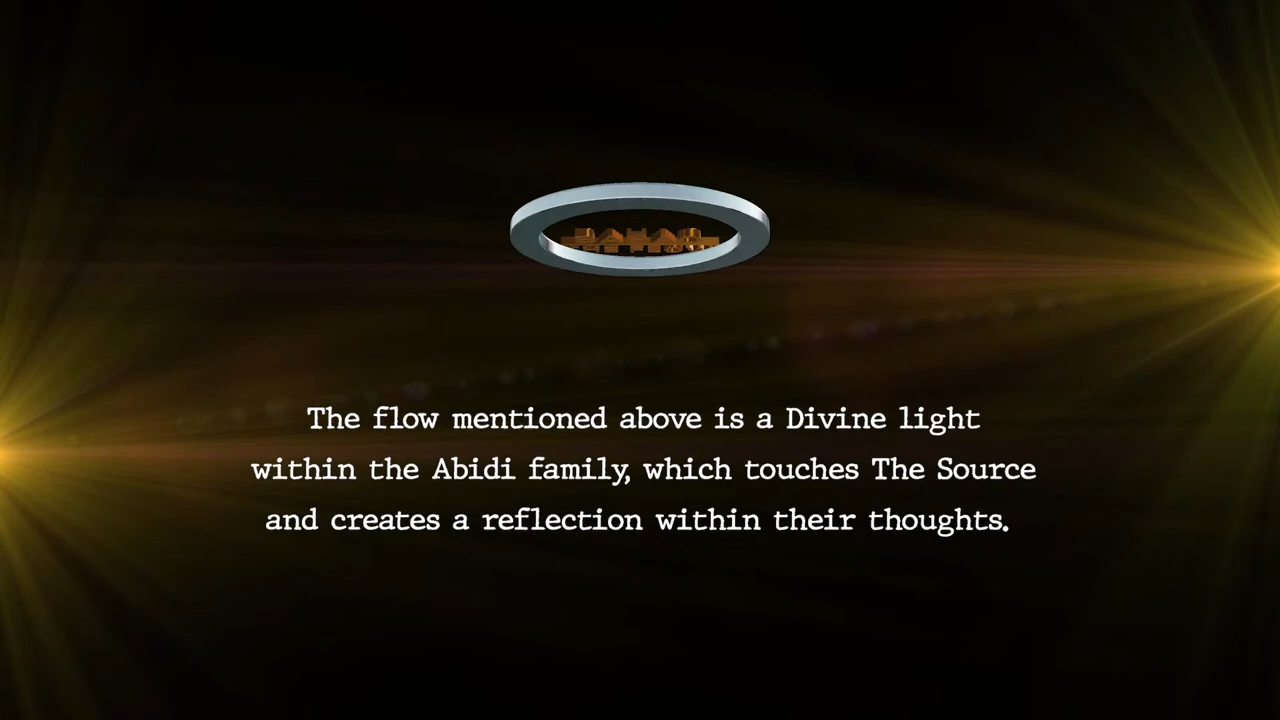 The flow mentioned above is a Divine light
within the Abidi family, which touches The Source
and creates a reflection within their thoughts.